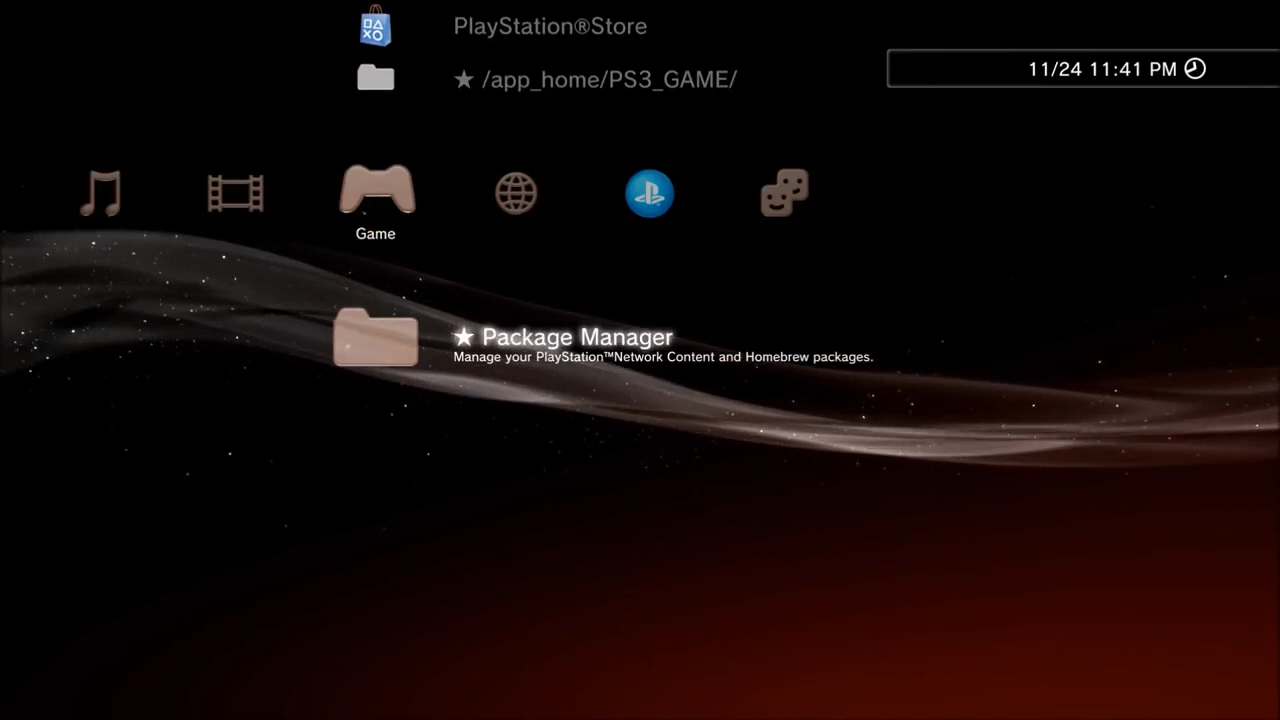 PlayStation®Store
★ /app_home/PS3_GAME/
11/24 11:41 PM
Game
★ Package Manager
Manage your PlayStation™Network Content and Homebrew packages.